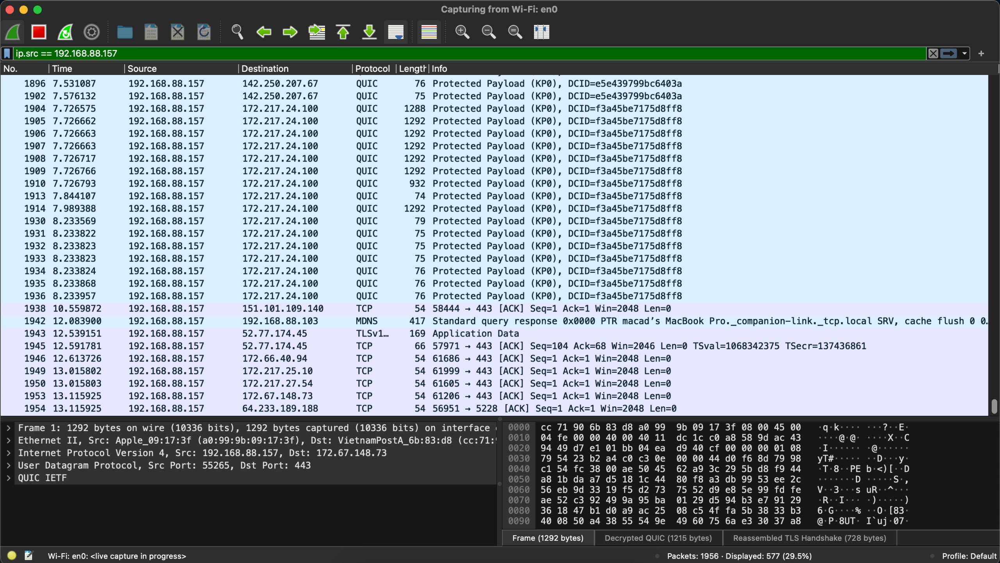 Capturing from Wi-Fi: en0
ip.src == 192.168.88.157
No. Time Source Destination Protocol Length Info
1896 7.531087 192.168.88.157 142.250.207.67 QUIC 76 Protected Payload (KP0), DCID=e5e439799bc6403a
1902 7.576132 192.168.88.157 142.250.207.67 QUIC 75 Protected Payload (KP0), DCID=e5e439799bc6403a
1904 7.726575 192.168.88.157 172.217.24.100 QUIC 1288 Protected Payload (KP0), DCID=f3a45be7175d8ff8
1905 7.726662 192.168.88.157 172.217.24.100 QUIC 1292 Protected Payload (KP0), DCID=f3a45be7175d8ff8
1906 7.726663 192.168.88.157 172.217.24.100 QUIC 1292 Protected Payload (KP0), DCID=f3a45be7175d8ff8
1907 7.726663 192.168.88.157 172.217.24.100 QUIC 1292 Protected Payload (KP0), DCID=f3a45be7175d8ff8
1908 7.726717 192.168.88.157 172.217.24.100 QUIC 1292 Protected Payload (KP0), DCID=f3a45be7175d8ff8
1909 7.726766 192.168.88.157 172.217.24.100 QUIC 1292 Protected Payload (KP0), DCID=f3a45be7175d8ff8
1910 7.726793 192.168.88.157 172.217.24.100 QUIC 932 Protected Payload (KP0), DCID=f3a45be7175d8ff8
1913 7.844107 192.168.88.157 172.217.24.100 QUIC 74 Protected Payload (KP0), DCID=f3a45be7175d8ff8
1914 7.989388 192.168.88.157 172.217.24.100 QUIC 1292 Protected Payload (KP0), DCID=f3a45be7175d8ff8
1930 8.233569 192.168.88.157 172.217.24.100 QUIC 79 Protected Payload (KP0), DCID=f3a45be7175d8ff8
1931 8.233822 192.168.88.157 172.217.24.100 QUIC 75 Protected Payload (KP0), DCID=f3a45be7175d8ff8
1932 8.233823 192.168.88.157 172.217.24.100 QUIC 75 Protected Payload (KP0), DCID=f3a45be7175d8ff8
1933 8.233823 192.168.88.157 172.217.24.100 QUIC 75 Protected Payload (KP0), DCID=f3a45be7175d8ff8
1934 8.233824 192.168.88.157 172.217.24.100 QUIC 76 Protected Payload (KP0), DCID=f3a45be7175d8ff8
1935 8.233868 192.168.88.157 172.217.24.100 QUIC 76 Protected Payload (KP0), DCID=f3a45be7175d8ff8
1936 8.233957 192.168.88.157 172.217.24.100 QUIC 76 Protected Payload (KP0), DCID=f3a45be7175d8ff8
1938 10.559872 192.168.88.157 151.101.109.140 TCP 54 58444 → 443 [ACK] Seq=1 Ack=1 Win=2048 Len=0
1942 12.083900 192.168.88.157 192.168.88.103 MDNS 417 Standard query response 0x0000 PTR macad’s MacBook Pro._companion-link._tcp.local SRV, cache flush 0 0…
1943 12.539151 192.168.88.157 52.77.174.45 TLSv1… 169 Application Data
1945 12.591781 192.168.88.157 52.77.174.45 TCP 66 57971 → 443 [ACK] Seq=104 Ack=68 Win=2046 Len=0 TSval=1068342375 TSecr=137436861
1946 12.613726 192.168.88.157 172.66.40.94 TCP 54 61686 → 443 [ACK] Seq=1 Ack=1 Win=2048 Len=0
1949 13.015802 192.168.88.157 172.217.25.10 TCP 54 61999 → 443 [ACK] Seq=1 Ack=1 Win=2048 Len=0
1950 13.015803 192.168.88.157 172.217.27.54 TCP 54 61605 → 443 [ACK] Seq=1 Ack=1 Win=2048 Len=0
1953 13.115925 192.168.88.157 172.67.148.73 TCP 54 61206 → 443 [ACK] Seq=1 Ack=1 Win=2048 Len=0
1954 13.115925 192.168.88.157 64.233.189.188 TCP 54 56951 → 5228 [ACK] Seq=1 Ack=1 Win=2048 Len=0
Frame 1: 1292 bytes on wire (10336 bits), 1292 bytes captured (10336 bits) on interface
Ethernet II, Src: Apple_09:17:3f (a0:99:9b:09:17:3f), Dst: VietnamPostA_6b:83:d8 (cc:71:9
Internet Protocol Version 4, Src: 192.168.88.157, Dst: 172.67.148.73
User Datagram Protocol, Src Port: 55265, Dst Port: 443
QUIC IETF
0000 cc 71 90 6b 83 d8 a0 99 9b 09 17 3f 08 00 45 00 ·q·k···· ···?··E·
0010 04 fe 00 00 40 00 40 11 dc 1c c0 a8 58 9d ac 43 ····@·@· ····X··C
0020 94 49 d7 e1 01 bb 04 ea d9 40 cf 00 00 00 01 08 ·I······ ·@······
0030 79 54 23 b2 a4 c0 c3 0e 00 00 44 d0 f6 8d 79 98 yT#····· ··D···y·
0040 c1 54 fc 38 00 ae 50 45 62 a9 3c 29 5b d8 f9 44 ·T·8··PE b·<)[··D
0050 a8 1b da a7 d5 18 1c 44 80 f8 a3 db 99 53 ee 2c ·······D ·····S·,
0060 56 eb 9d 33 19 f5 d2 73 75 52 d9 e8 5e 99 fd fe V··3···s uR··^···
0070 ae 52 c3 92 49 9a 95 ba 01 29 d5 94 b3 e7 91 29 ·R··I··· ·)·····)
0080 36 18 47 b1 d0 a9 ac 25 08 c5 4f fa 5b 38 33 b3 6·G····% ··O·[83·
0090 40 08 50 a4 38 55 54 9e 49 60 75 6a e3 30 37 a8 @·P·8UT· I`uj·07·
Frame (1292 bytes) Decrypted QUIC (1215 bytes) Reassembled TLS Handshake (728 bytes)
Wi-Fi: en0: <live capture in progress> Packets: 1956 · Displayed: 577 (29.5%) Profile: Default